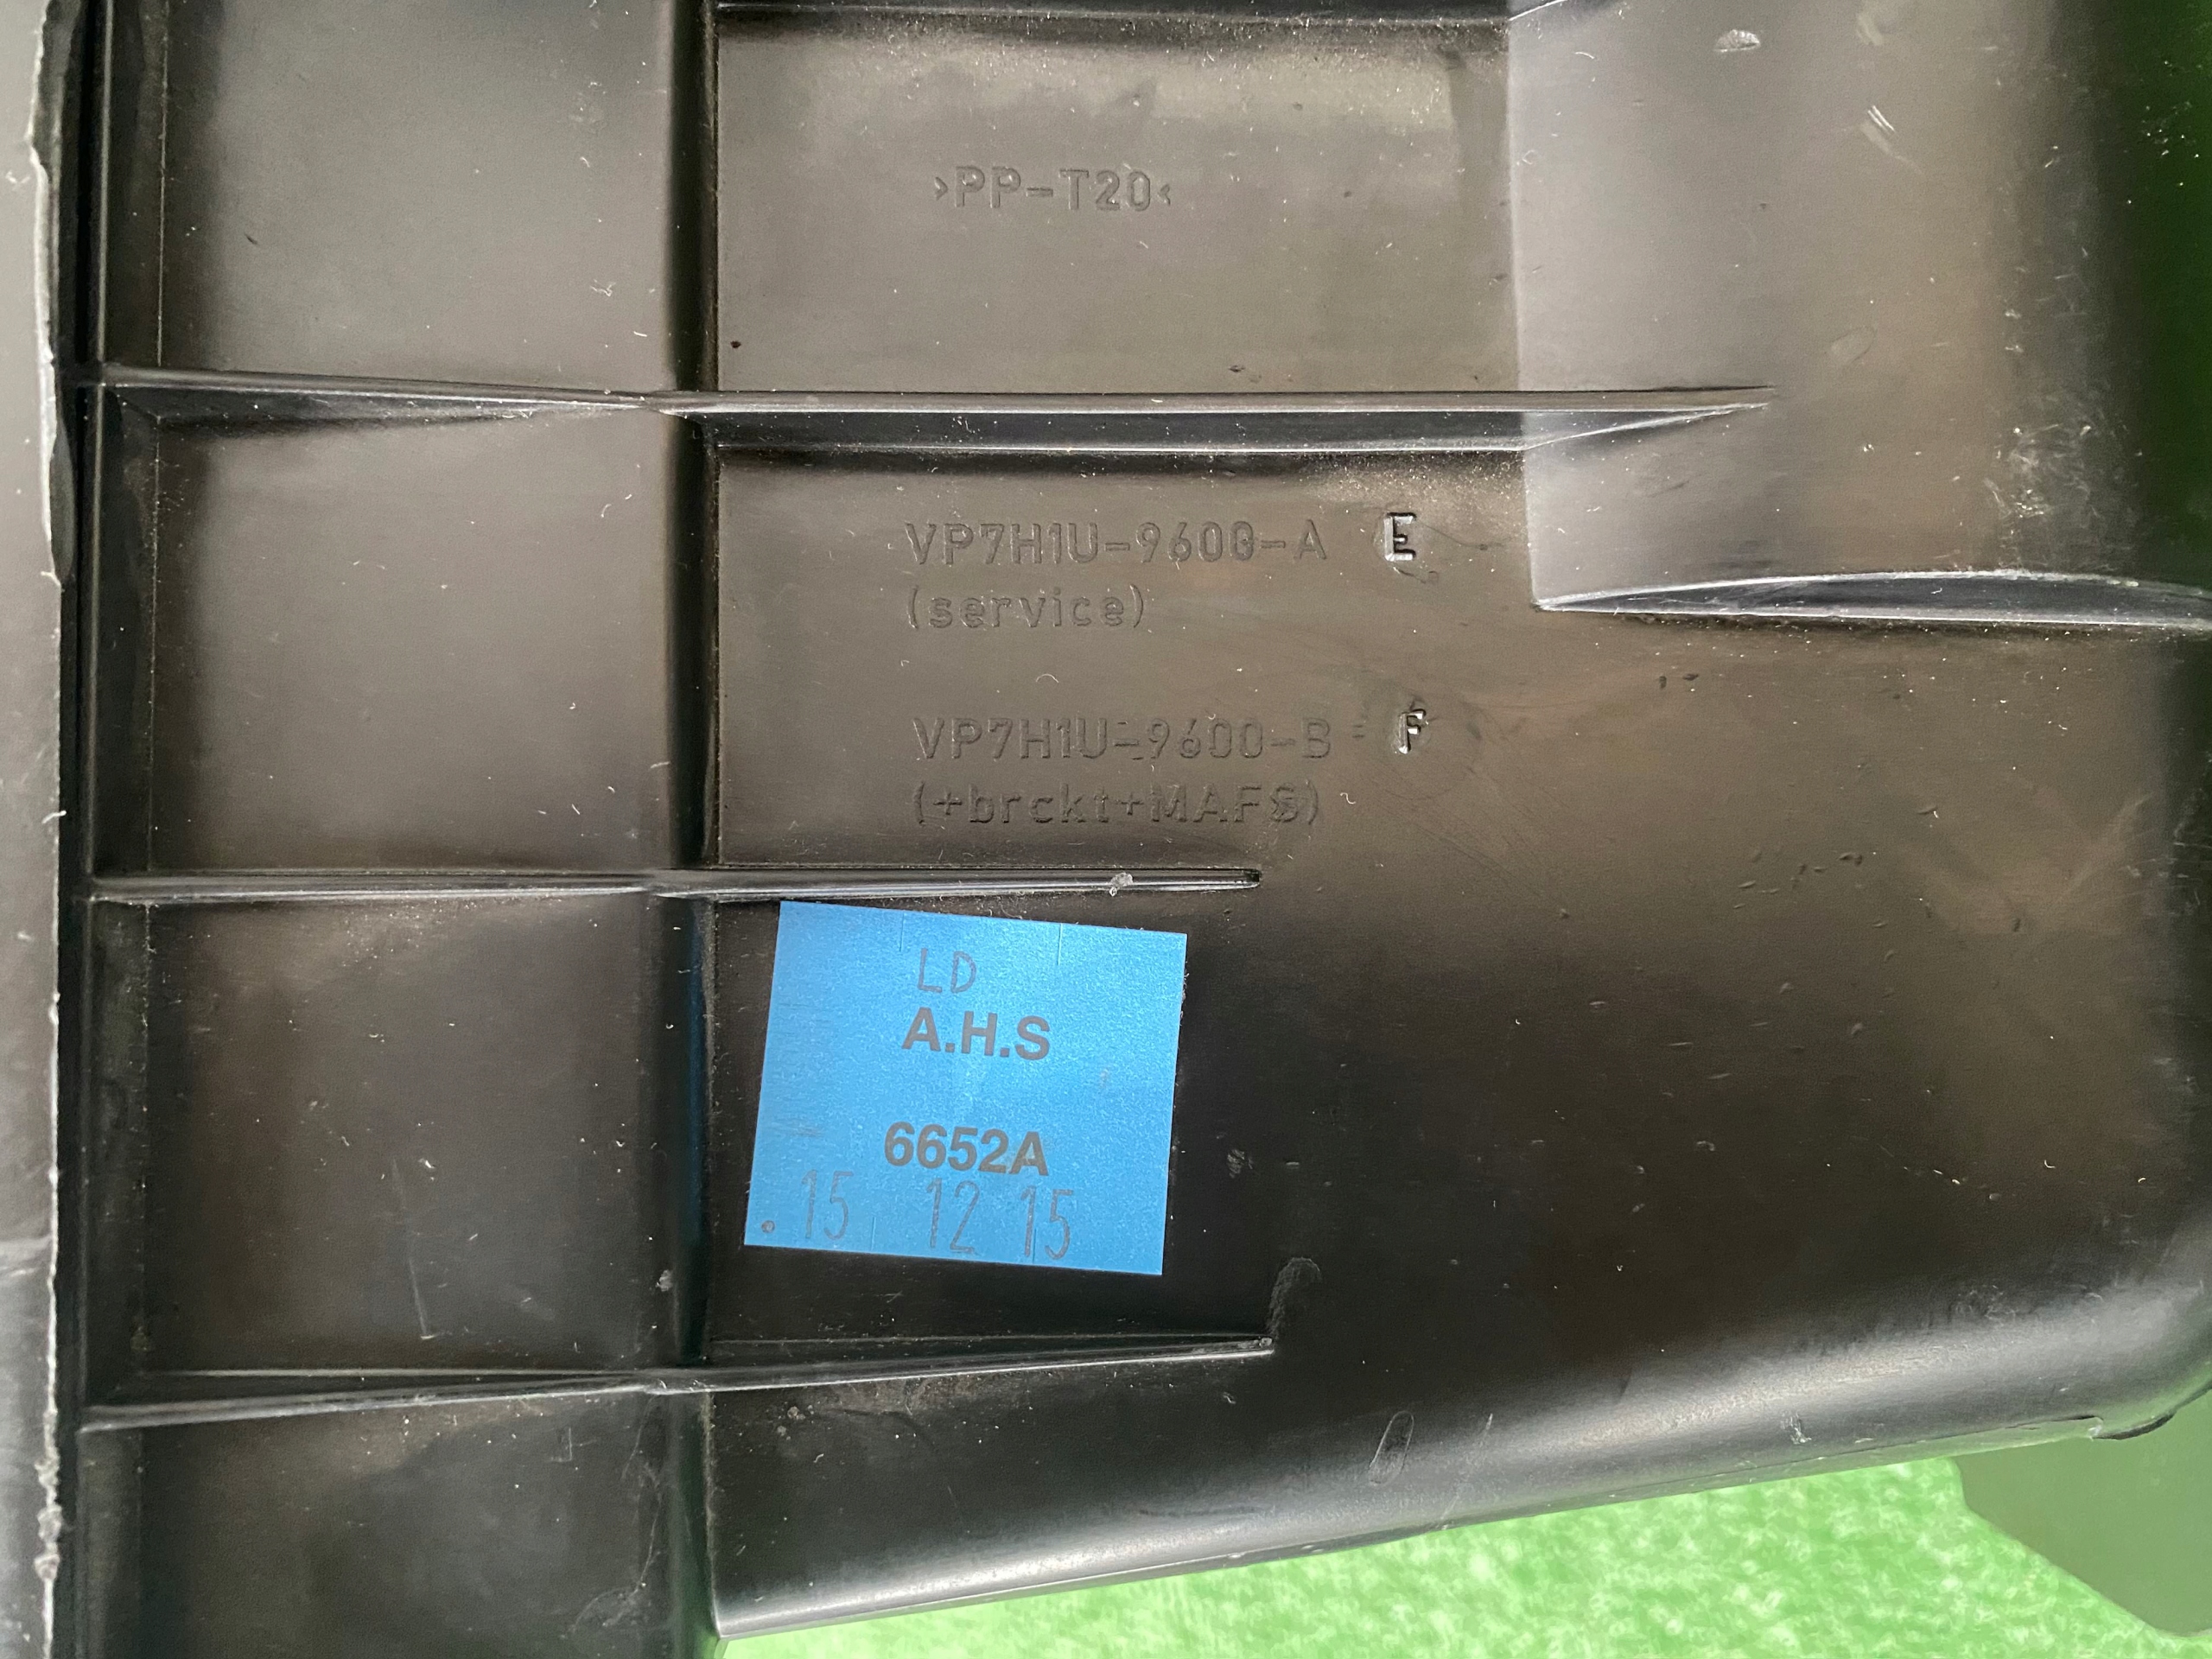 >PP-T20<
VP7H1U-9600-A E
(service)
VP7H1U-9600-B F
(+brckt+MAFS)
LD
A.H.S
6652A
.15 12 15